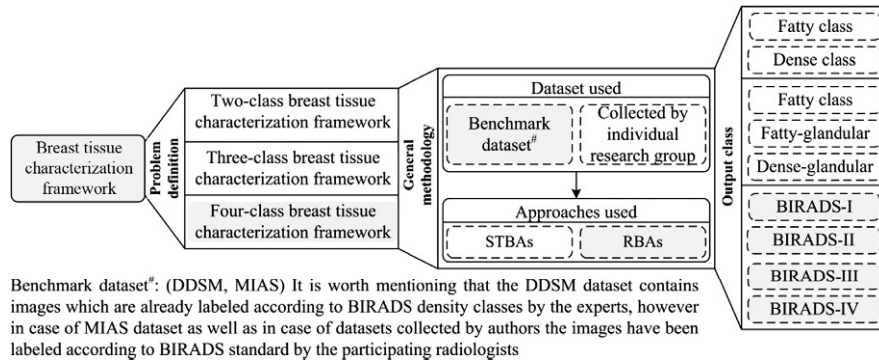 Breast tissue
characterization
framework
Problem
definition
Two-class breast tissue
characterization framework
Three-class breast tissue
characterization framework
Four-class breast tissue
characterization framework
General
methodology
Dataset used
Benchmark
dataset#
Collected by
individual
research group
Approaches used
STBAs
RBAs
Output class
Fatty class
Dense class
Fatty class
Fatty-glandular
Dense-glandular
BIRADS-I
BIRADS-II
BIRADS-III
BIRADS-IV
Benchmark dataset#: (DDSM, MIAS) It is worth mentioning that the DDSM dataset contains
images which are already labeled according to BIRADS density classes by the experts, however
in case of MIAS dataset as well as in case of datasets collected by authors the images have been
labeled according to BIRADS standard by the participating radiologists